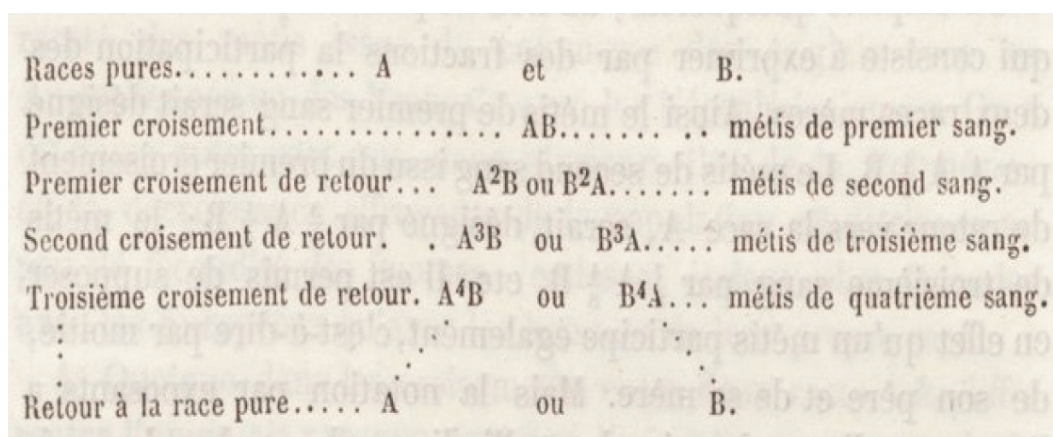 Races pures............. A et B.
Premier croisement................ AB......... métis de premier sang.
Premier croisement de retour... A²B ou B²A....... métis de second sang.
Second croisement de retour. . A³B ou B³A.... métis de troisième sang.
Troisième croisement de retour. A⁴B ou B⁴A... métis de quatrième sang.
Retour à la race pure..... A ou B.